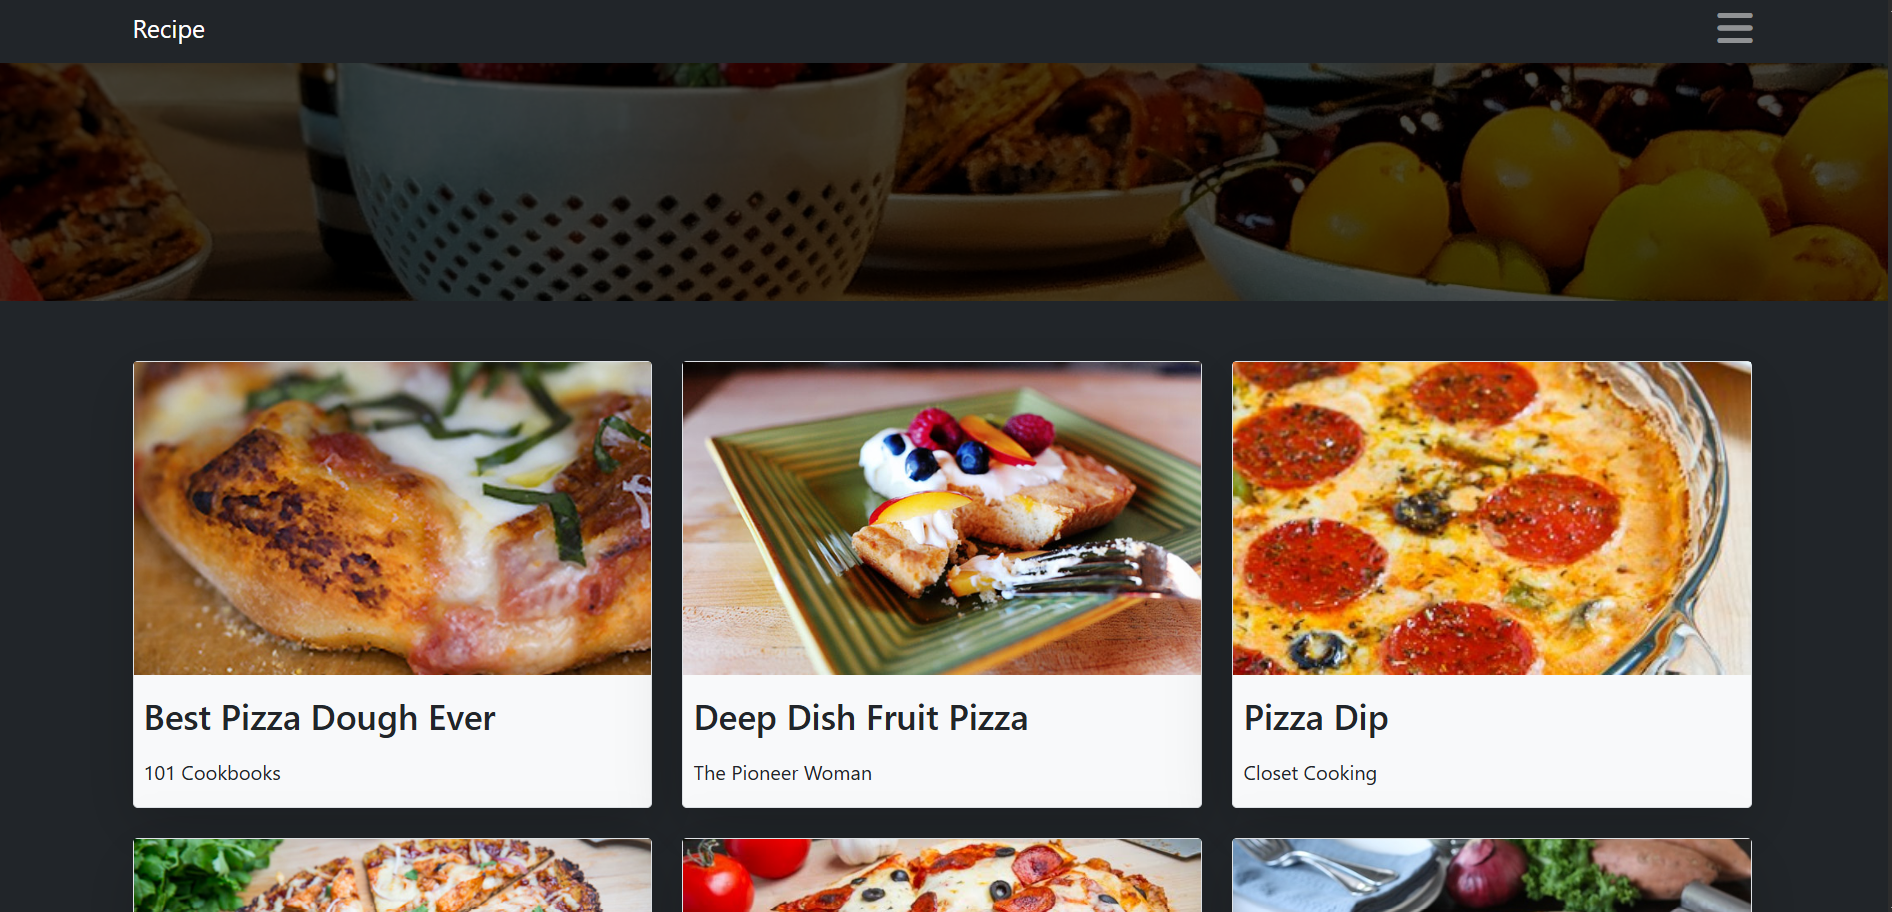 Recipe
Best Pizza Dough Ever
101 Cookbooks
Deep Dish Fruit Pizza
The Pioneer Woman
Pizza Dip
Closet Cooking